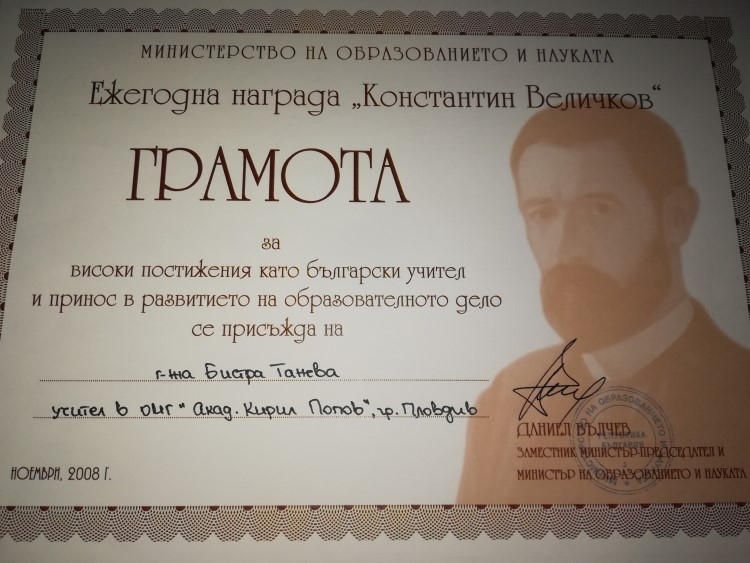 МИНИСТЕРСТВО НА ОБРАЗОВАНИЕТО И НАУКАТА
Ежегодна награда „Константин Величков“
ГРАМОТА
за
високи постижения като български учител
и принос в развитието на образователното дело
се присъжда на
г-жа Бистра Танева
учител в ОМГ "Акад. Кирил Попов", гр. Пловдив
ДАНИЕЛ ВЪЛЧЕВ
ЗАМЕСТНИК МИНИСТЪР-ПРЕДСЕДАТЕЛ И
МИНИСТЪР НА ОБРАЗОВАНИЕТО И НАУКАТА
НОЕМВРИ, 2008 Г.
РЕПУБЛИКА
БЪЛГАРИЯ